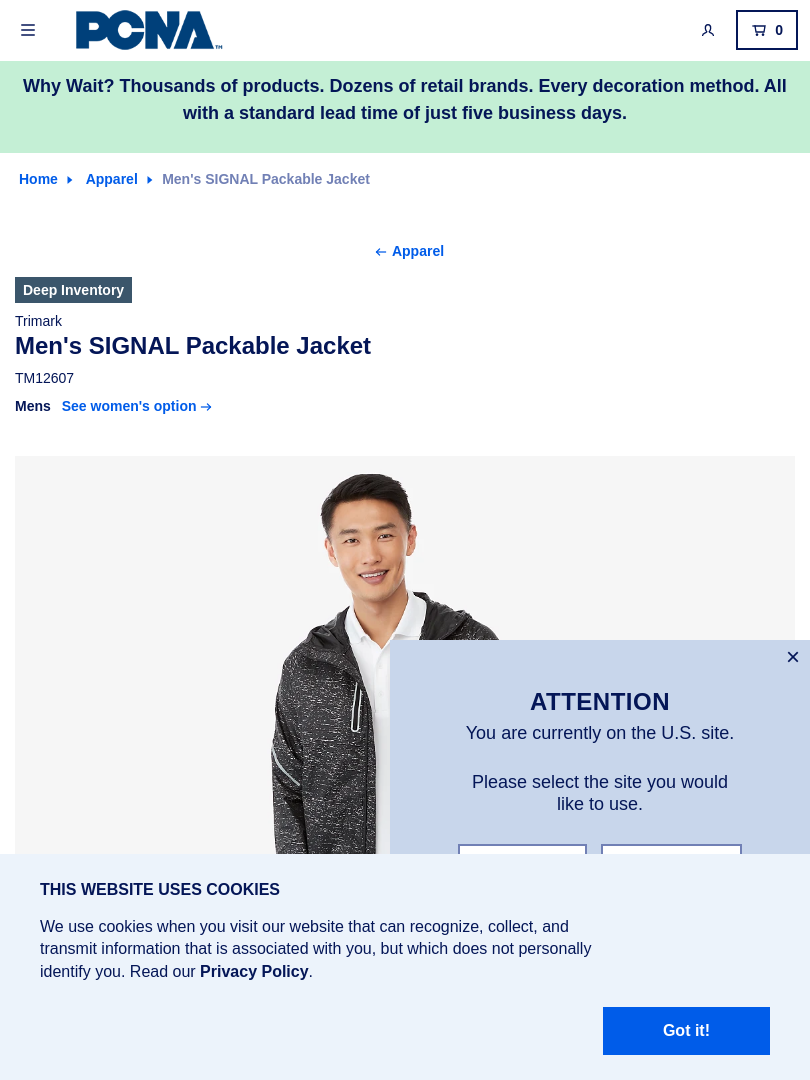 PCNA™
0
Why Wait? Thousands of products. Dozens of retail brands. Every decoration method. All
with a standard lead time of just five business days.
Home Apparel Men's SIGNAL Packable Jacket
Apparel
Deep Inventory
Trimark
Men's SIGNAL Packable Jacket
TM12607
Mens See women's option
ATTENTION
You are currently on the U.S. site.
Please select the site you would
like to use.
THIS WEBSITE USES COOKIES
We use cookies when you visit our website that can recognize, collect, and
transmit information that is associated with you, but which does not personally
identify you. Read our Privacy Policy.
Got it!